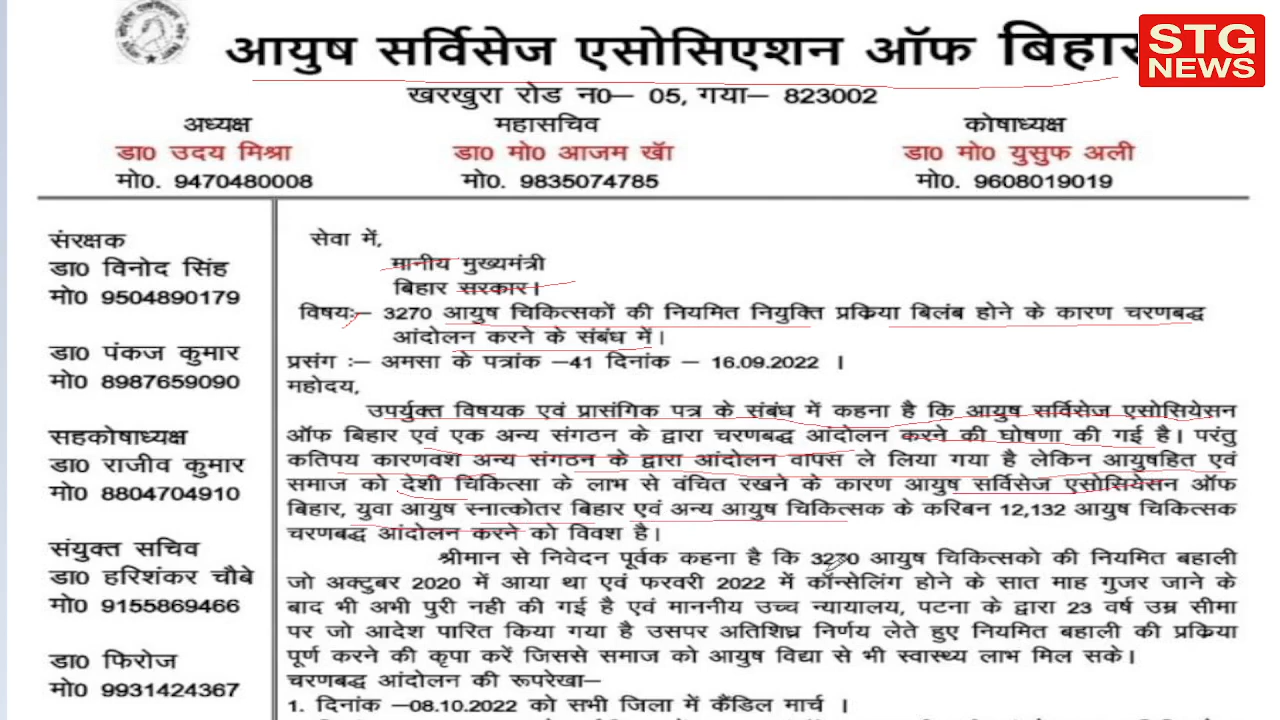 आयुष सर्विसेज एसोसिएशन ऑफ बिहार
STG
NEWS
खरखुरा रोड न0– 05, गया– 823002
अध्यक्ष
डा0 उदय मिश्रा
मो0. 9470480008
महासचिव
डा0 मो0 आजम खॉं
मो0. 9835074785
कोषाध्यक्ष
डा0 मो0 युसुफ अली
मो0. 9608019019
संरक्षक
डा0 विनोद सिंह
मो0 9504890179
डा0 पंकज कुमार
मो0 8987659090
सहकोषाध्यक्ष
डा0 राजीव कुमार
मो0 8804704910
संयुक्त सचिव
डा0 हरिशंकर चौबे
मो0 9155869466
डा0 फिरोज
मो0 9931424367
सेवा में,
मानीय मुख्यमंत्री
बिहार सरकार।
विषयः– 3270 आयुष चिकित्सकों की नियमित नियुक्ति प्रक्रिया बिलंब होने के कारण चरणबद्ध
आंदोलन करने के संबंध में।
प्रसंग :– अमसा के पत्रांक –41 दिनांक – 16.09.2022 ।
महोदय,
उपर्युक्त विषयक एवं प्रासंगिक पत्र के संबंध में कहना है कि आयुष सर्विसेज एसोसियेसन
ऑफ बिहार एवं एक अन्य संगठन के द्वारा चरणबद्ध आंदोलन करने की घोषणा की गई है। परंतु
कतिपय कारणवश अन्य संगठन के द्वारा आंदोलन वापस ले लिया गया है लेकिन आयुषहित एवं
समाज को देशी चिकित्सा के लाभ से वंचित रखने के कारण आयुष सर्विसेज एसोसियेसन ऑफ
बिहार, युवा आयुष स्नात्कोतर बिहार एवं अन्य आयुष चिकित्सक के करिबन 12,132 आयुष चिकित्सक
चरणबद्ध आंदोलन करने को विवश है।
श्रीमान से निवेदन पूर्वक कहना है कि 3270 आयुष चिकित्सको की नियमित बहाली
जो अक्टुबर 2020 में आया था एवं फरवरी 2022 में कॉन्सेलिंग होने के सात माह गुजर जाने के
बाद भी अभी पुरी नही की गई है एवं माननीय उच्च न्यायालय, पटना के द्वारा 23 वर्ष उम्र सीमा
पर जो आदेश पारित किया गया है उसपर अतिशिध्र निर्णय लेते हुए नियमित बहाली की प्रक्रिया
पूर्ण करने की कृपा करें जिससे समाज को आयुष विद्या से भी स्वास्थ्य लाभ मिल सके।
चरणबद्ध आंदोलन की रूपरेखा–
1. दिनांक –08.10.2022 को सभी जिला में कैंडिल मार्च ।